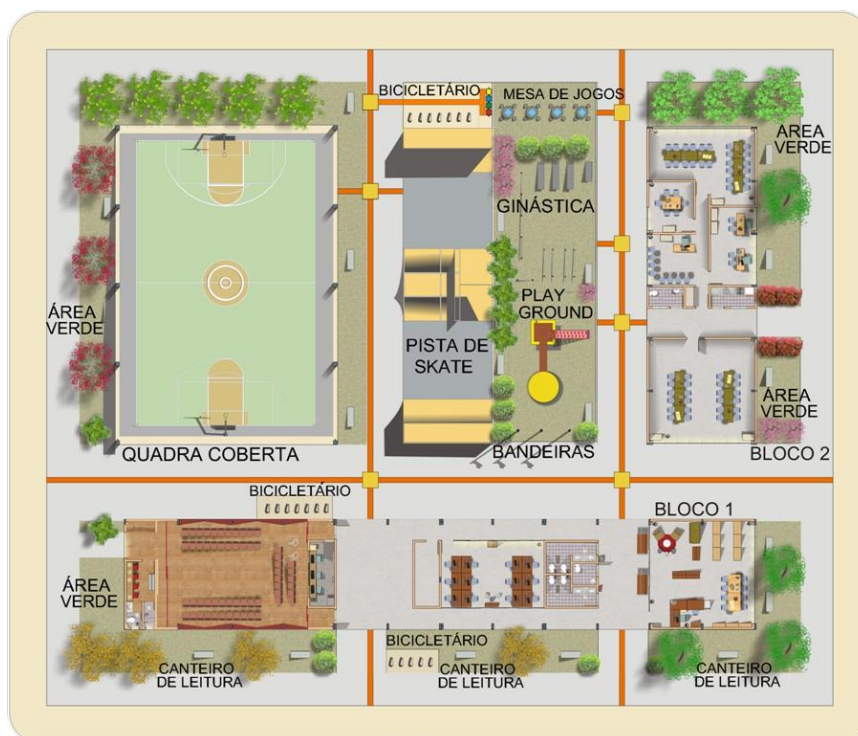 BICICLETÁRIO
MESA DE JOGOS
ÁREA
VERDE
GINÁSTICA
ÁREA
VERDE
PLAY
GROUND
PISTA DE
SKATE
ÁREA
VERDE
QUADRA COBERTA
BANDEIRAS
BLOCO 2
BICICLETÁRIO
BLOCO 1
ÁREA
VERDE
BICICLETÁRIO
CANTEIRO
DE LEITURA
CANTEIRO
DE LEITURA
CANTEIRO
DE LEITURA